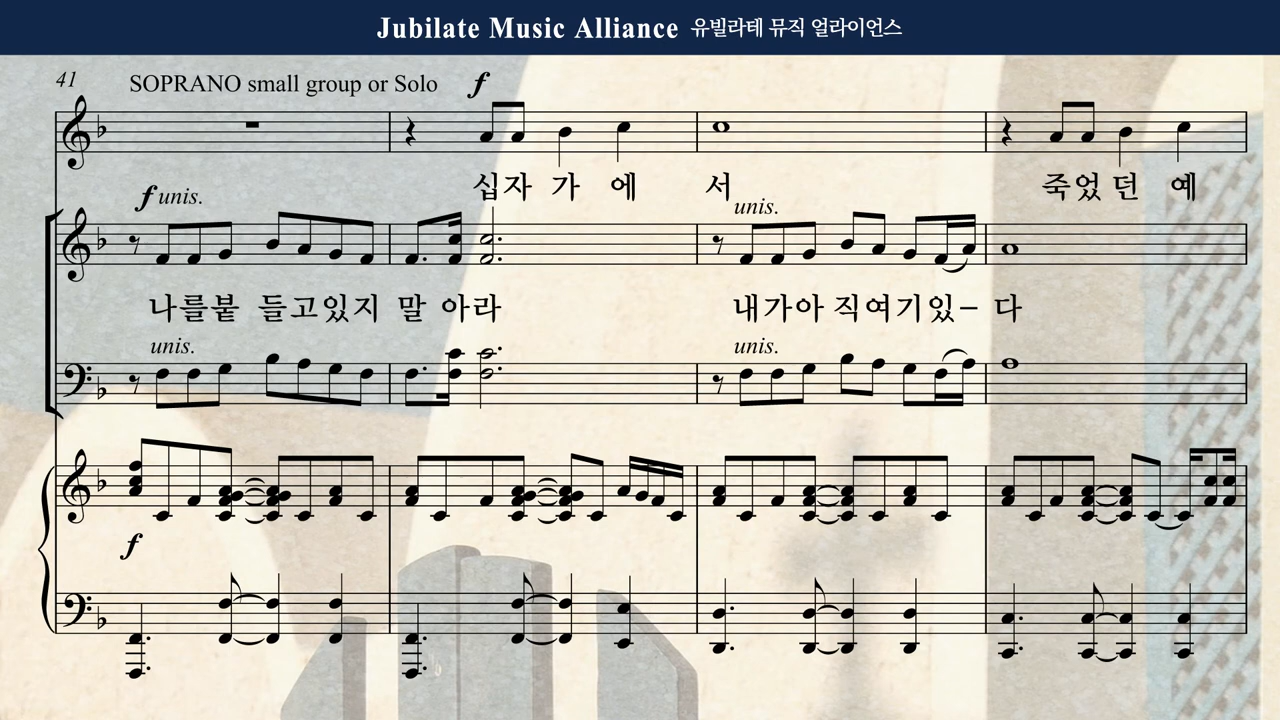 Jubilate Music Alliance 유빌라테 뮤직 얼라이언스
41 SOPRANO small group or Solo f
십자 가 에 서 죽었 던 예
f unis. unis.
나를붙 들고있지 말 아라 내가아 직여기있– 다
unis. unis.
f